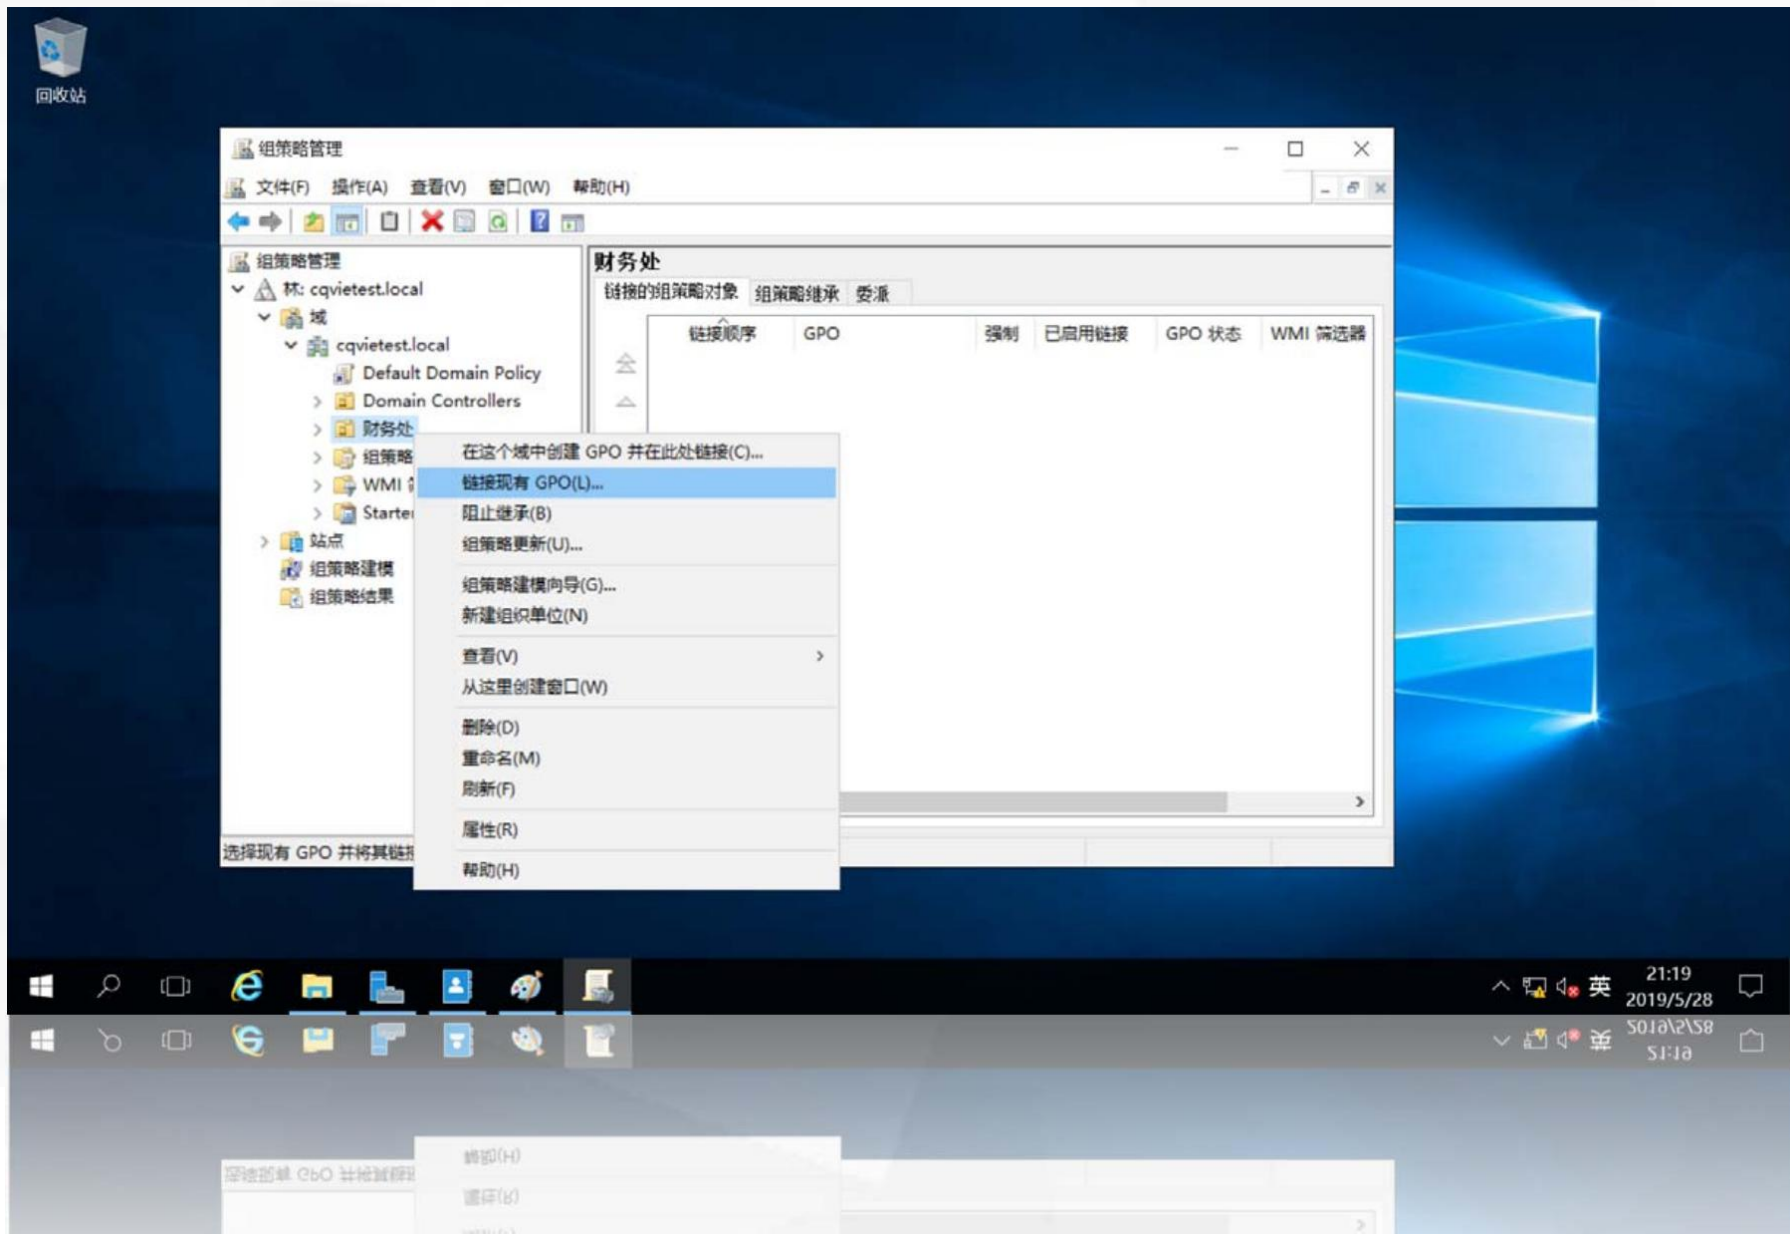 回收站
组策略管理
文件(F) 操作(A) 查看(V) 窗口(W) 帮助(H)
组策略管理
林: cqvietest.local
域
cqvietest.local
Default Domain Policy
Domain Controllers
财务处
组策略
WMI
Starter
站点
组策略建模
组策略结果
财务处
链接的组策略对象 组策略继承 委派
链接顺序 GPO 强制 已启用链接 GPO 状态 WMI 筛选器
在这个域中创建 GPO 并在此处链接(C)...
链接现有 GPO(L)...
阻止继承(B)
组策略更新(U)...
组策略建模向导(G)...
新建组织单位(N)
查看(V)
从这里创建窗口(W)
删除(D)
重命名(M)
刷新(F)
属性(R)
帮助(H)
选择现有 GPO 并将其链接
英
21:19
2019/5/28